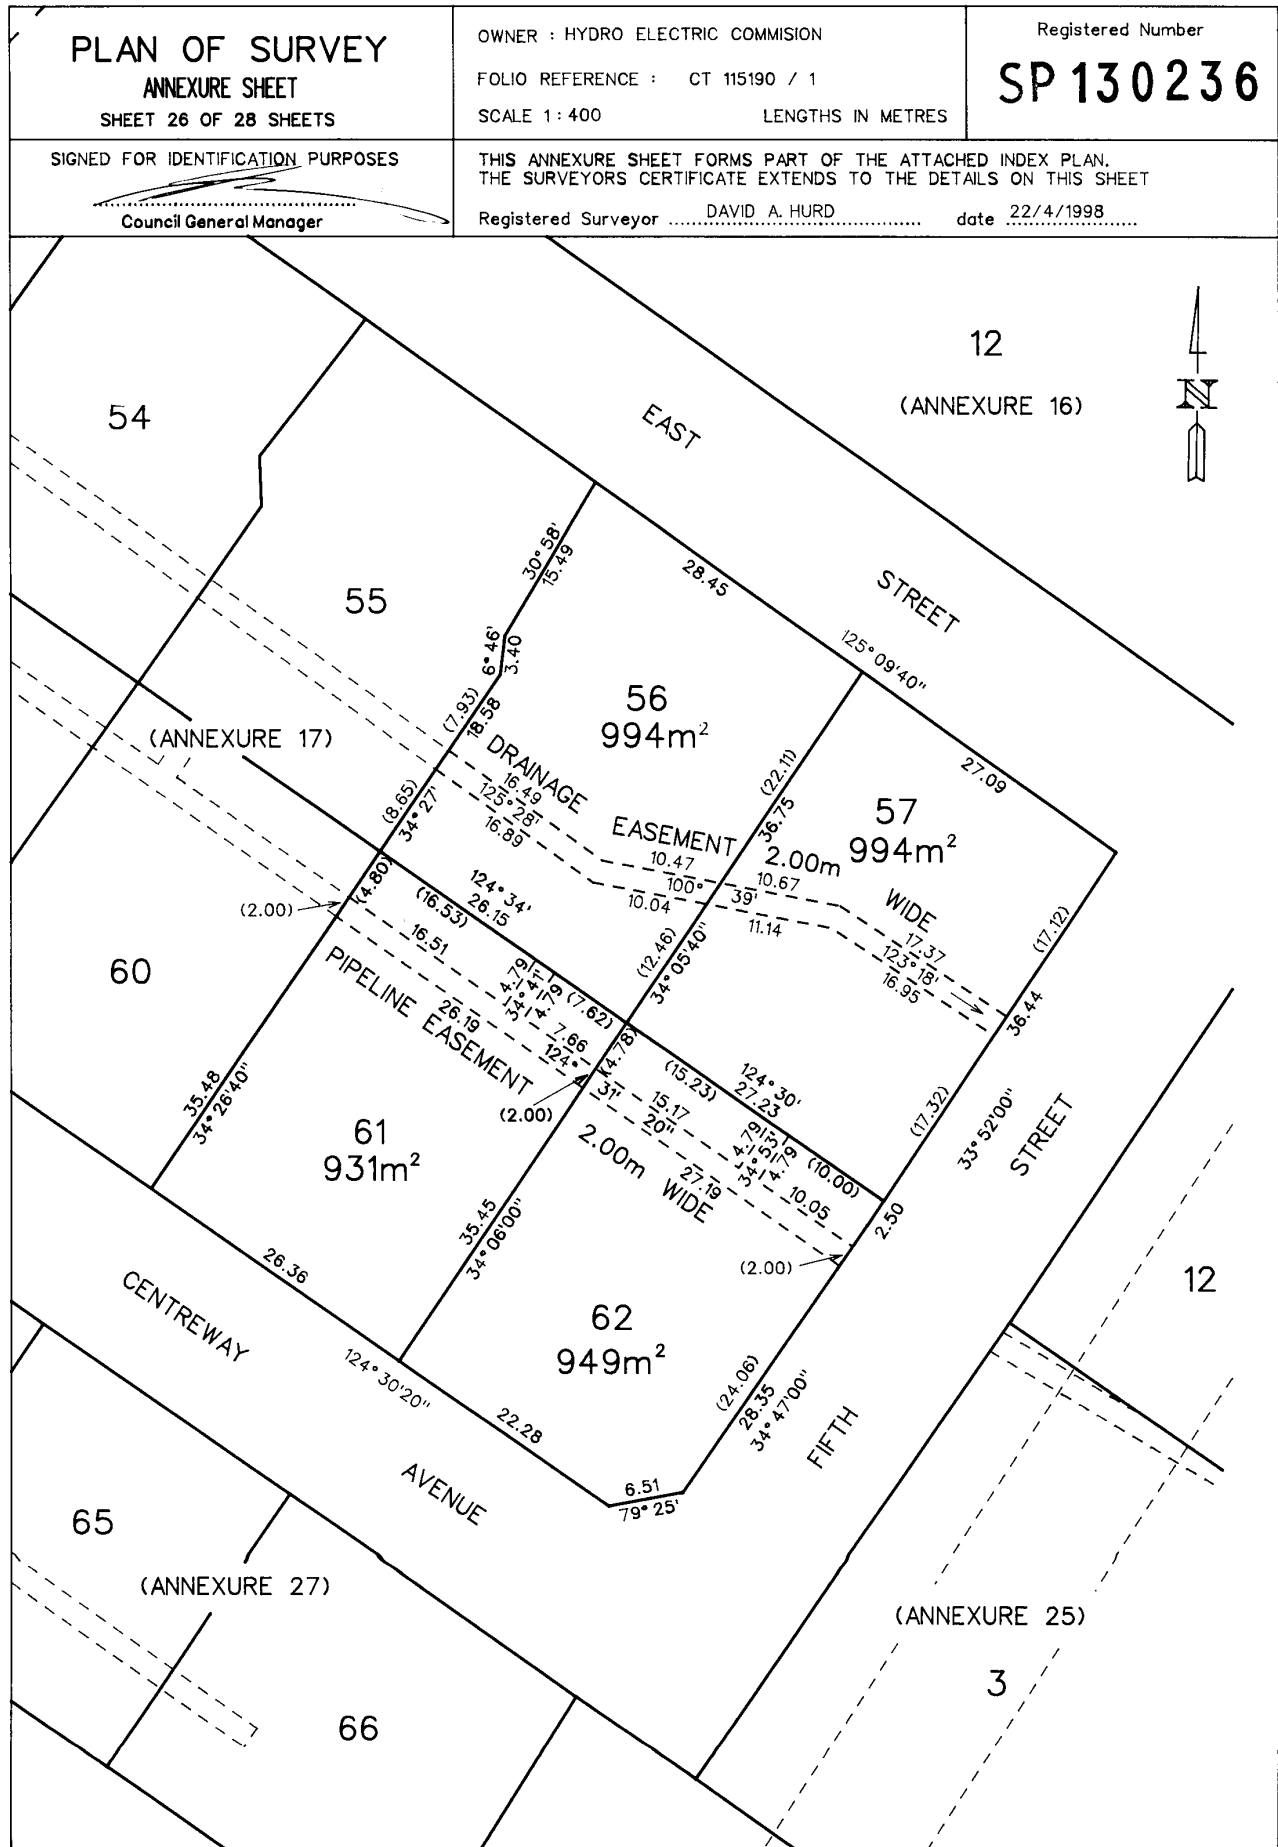 PLAN OF SURVEY
ANNEXURE SHEET
SHEET 26 OF 28 SHEETS
OWNER : HYDRO ELECTRIC COMMISION
FOLIO REFERENCE : CT 115190 / 1
SCALE 1 : 400 LENGTHS IN METRES
Registered Number
SP 130236
SIGNED FOR IDENTIFICATION PURPOSES
Council General Manager
THIS ANNEXURE SHEET FORMS PART OF THE ATTACHED INDEX PLAN.
THE SURVEYORS CERTIFICATE EXTENDS TO THE DETAILS ON THIS SHEET
Registered Surveyor DAVID A. HURD date 22/4/1998
12
(ANNEXURE 16)
N
54
EAST
STREET
55
30° 58'
15.49
28.45
125° 09'40"
6° 46'
3.40
(7.93)
18.58
56
994m²
(ANNEXURE 17)
DRAINAGE
EASEMENT
2.00m
WIDE
16.49
125° 28'
16.89
(22.11)
36.75
27.09
57
994m²
(8.65)
34° 27'
10.47
100°
39'
10.04
10.67
11.14
17.37
123° 18'
16.95
(17.12)
36.44
(4.80)
(2.00)
(16.53)
124° 34'
26.15
(12.46)
34° 05'40"
60
16.51
PIPELINE EASEMENT
26.19
4.79
34° 41'
4.79
(7.62)
7.66
124°
31'
20"
(4.78)
(2.00)
(15.23)
124° 30'
27.23
15.17
(17.32)
33° 52'00"
STREET
35.48
34° 26'40"
61
931m²
2.00m WIDE
27.19
4.79
34° 53'
4.79
(10.00)
10.05
2.50
(2.00)
12
35.45
34° 06'00"
26.36
CENTREWAY
124° 30'20"
62
949m²
(24.06)
28.35
34° 47'00"
FIFTH
22.28
6.51
79° 25'
AVENUE
65
(ANNEXURE 27)
(ANNEXURE 25)
3
66